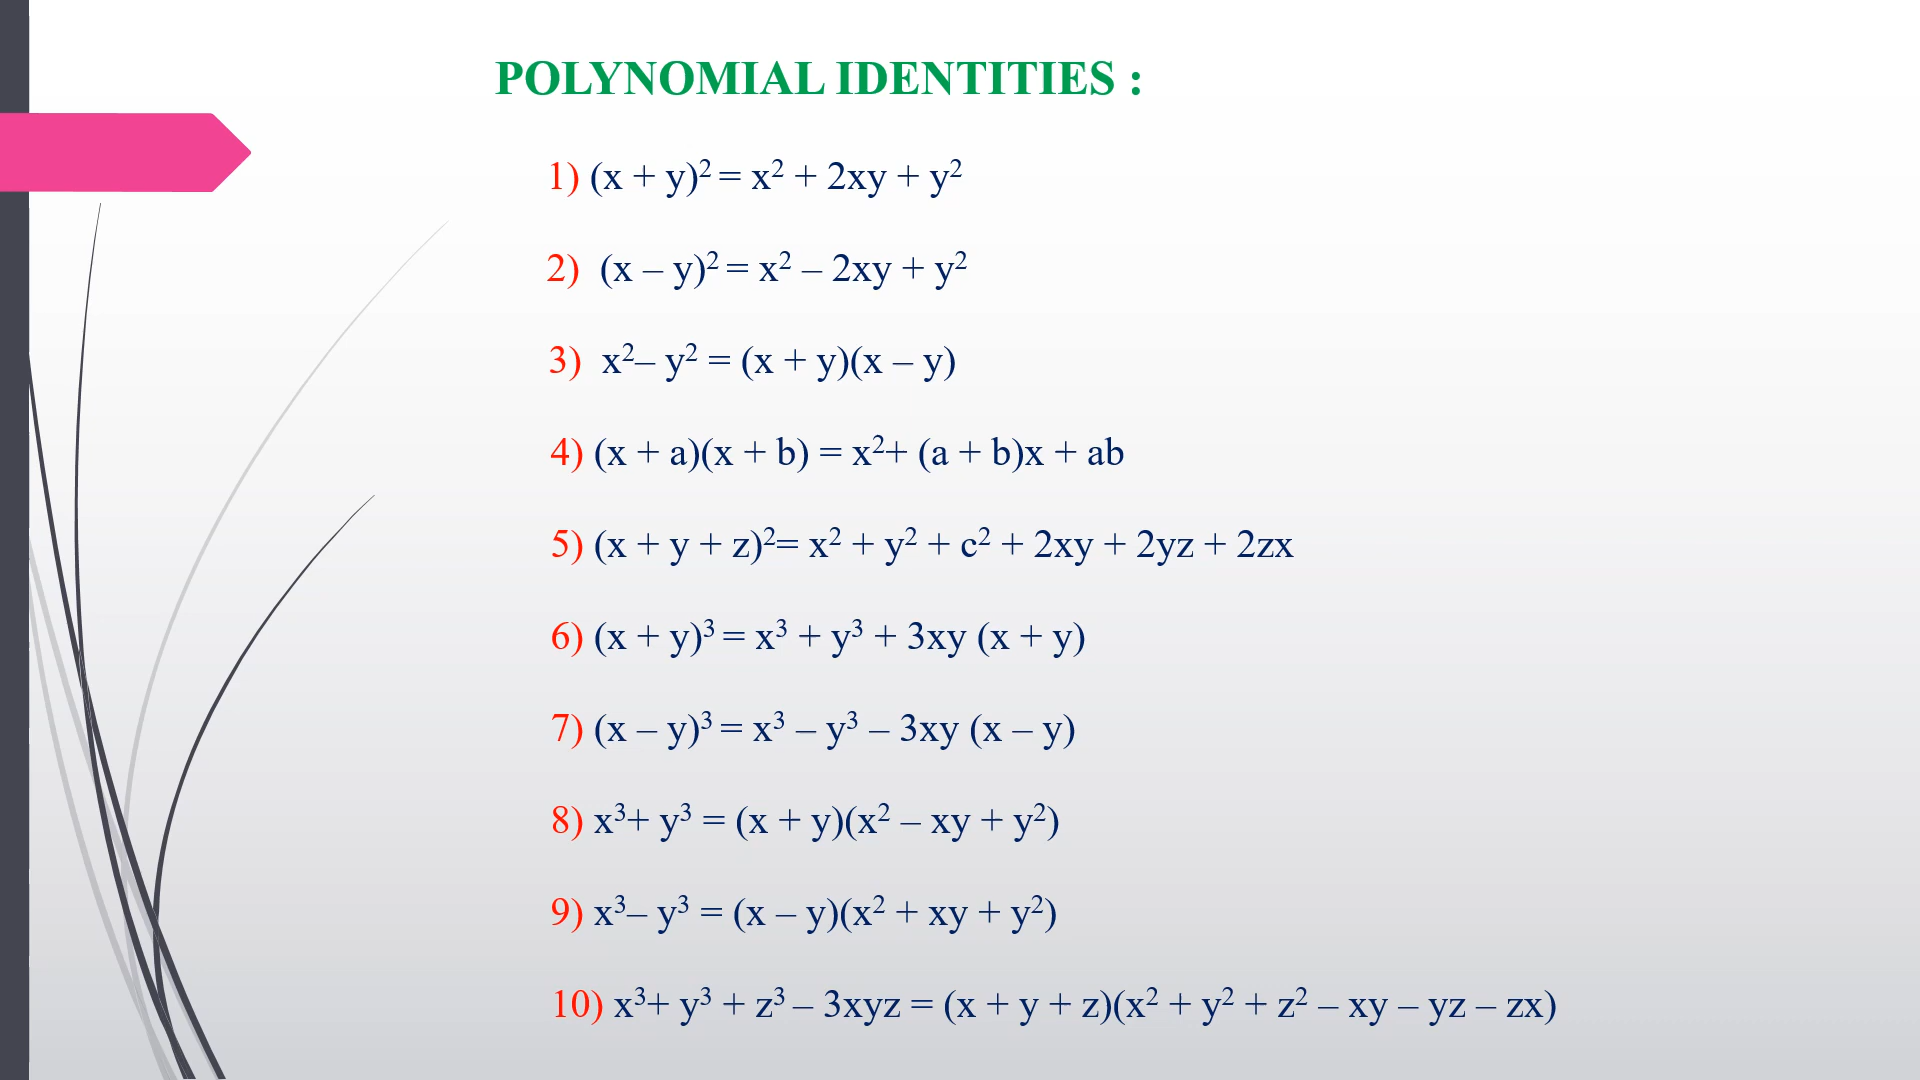 POLYNOMIAL IDENTITIES :
1) (x + y)² = x² + 2xy + y²
2) (x – y)² = x² – 2xy + y²
3) x²– y² = (x + y)(x – y)
4) (x + a)(x + b) = x²+ (a + b)x + ab
5) (x + y + z)²= x² + y² + c² + 2xy + 2yz + 2zx
6) (x + y)³ = x³ + y³ + 3xy (x + y)
7) (x – y)³ = x³ – y³ – 3xy (x – y)
8) x³+ y³ = (x + y)(x² – xy + y²)
9) x³– y³ = (x – y)(x² + xy + y²)
10) x³+ y³ + z³ – 3xyz = (x + y + z)(x² + y² + z² – xy – yz – zx)